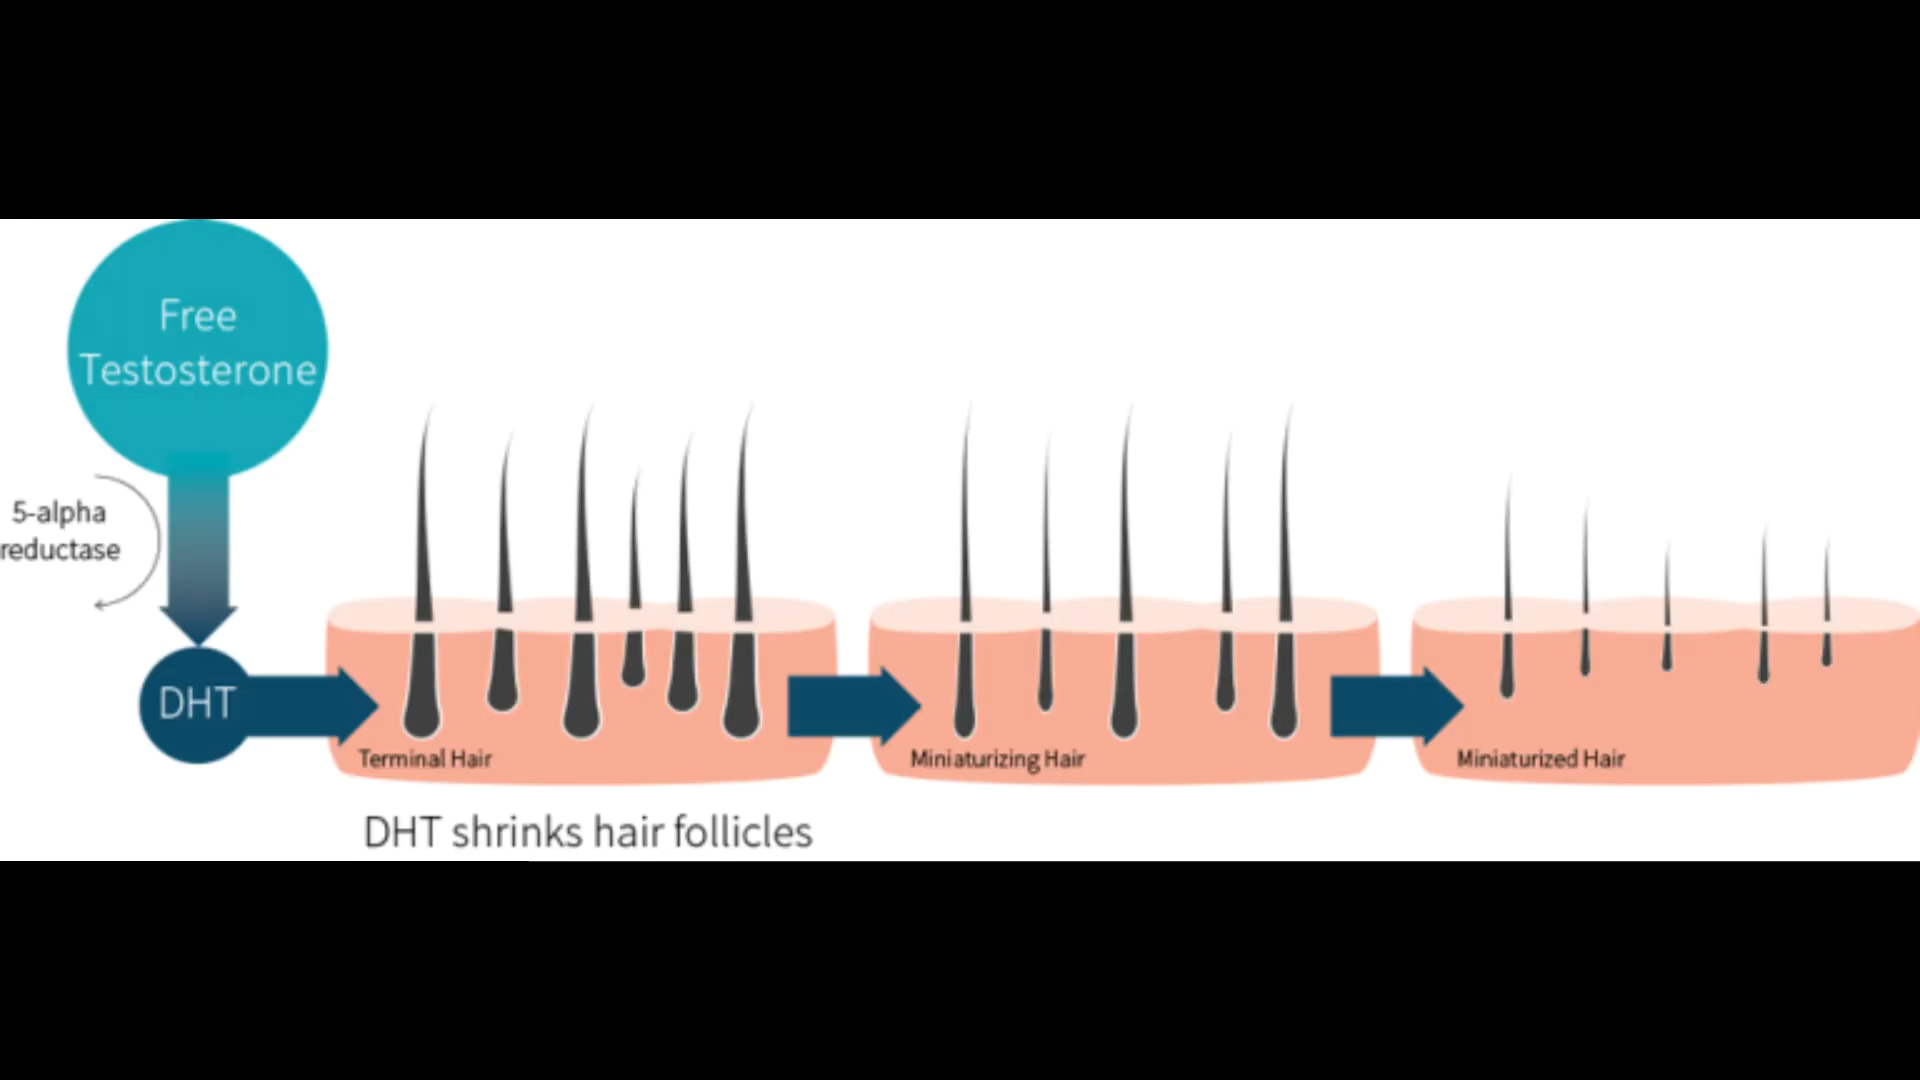 Free
Testosterone
5-alpha
reductase
DHT
Terminal Hair
Miniaturizing Hair
Miniaturized Hair
DHT shrinks hair follicles